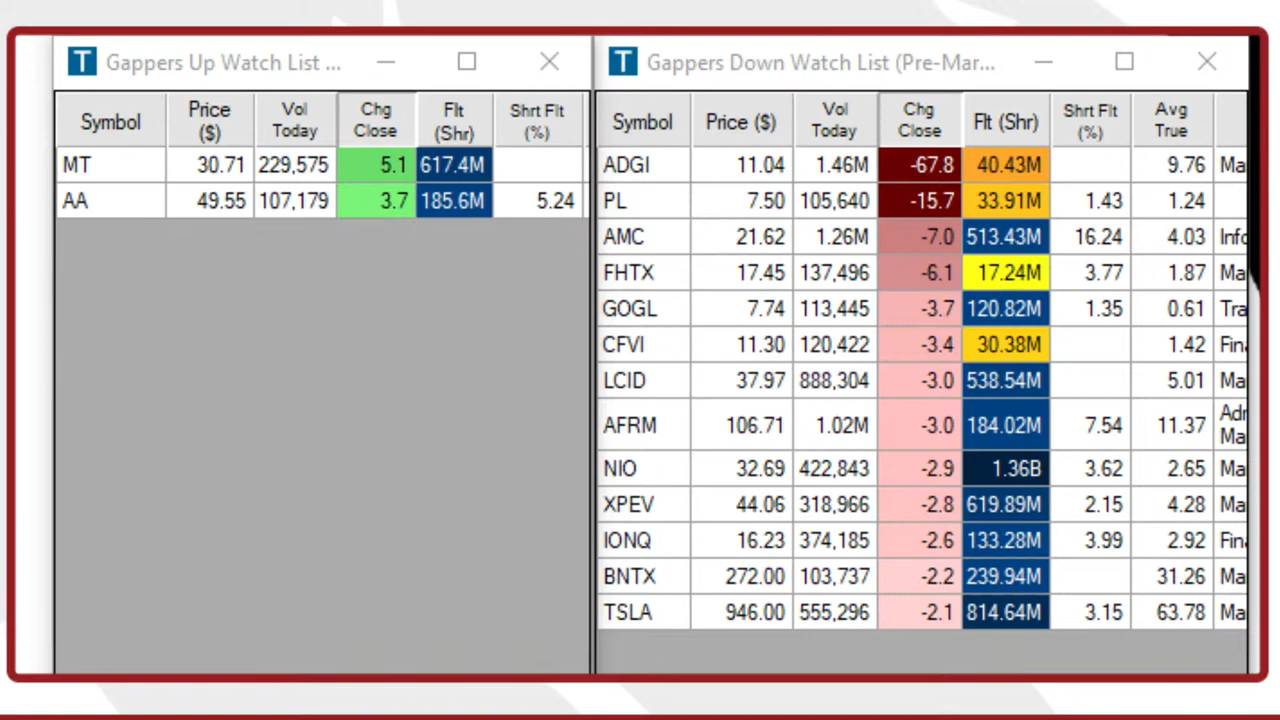 T Gappers Up Watch List ...
Symbol Price ($) Vol Today Chg Close Flt (Shr) Shrt Flt (%)
MT 30.71 229,575 5.1 617.4M
AA 49.55 107,179 3.7 185.6M 5.24
T Gappers Down Watch List (Pre-Mar...
Symbol Price ($) Vol Today Chg Close Flt (Shr) Shrt Flt (%) Avg True
ADGI 11.04 1.46M -67.8 40.43M 9.76 Ma
PL 7.50 105,640 -15.7 33.91M 1.43 1.24
AMC 21.62 1.26M -7.0 513.43M 16.24 4.03 Info
FHTX 17.45 137,496 -6.1 17.24M 3.77 1.87 Ma
GOGL 7.74 113,445 -3.7 120.82M 1.35 0.61 Tra
CFVI 11.30 120,422 -3.4 30.38M 1.42 Fin
LCID 37.97 888,304 -3.0 538.54M 5.01 Ma
AFRM 106.71 1.02M -3.0 184.02M 7.54 11.37 Adr Ma
NIO 32.69 422,843 -2.9 1.36B 3.62 2.65 Ma
XPEV 44.06 318,966 -2.8 619.89M 2.15 4.28 Ma
IONQ 16.23 374,185 -2.6 133.28M 3.99 2.92 Fin
BNTX 272.00 103,737 -2.2 239.94M 31.26 Ma
TSLA 946.00 555,296 -2.1 814.64M 3.15 63.78 Ma